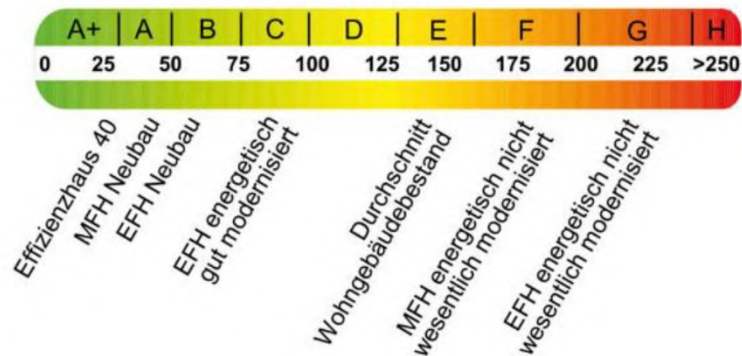 A+ A B C D E F G H
0 25 50 75 100 125 150 175 200 225 >250
Effizienzhaus 40
MFH Neubau
EFH Neubau
EFH energetisch
gut modernisiert
Durchschnitt
Wohngebäudebestand
MFH energetisch nicht
wesentlich modernisiert
EFH energetisch nicht
wesentlich modernisiert